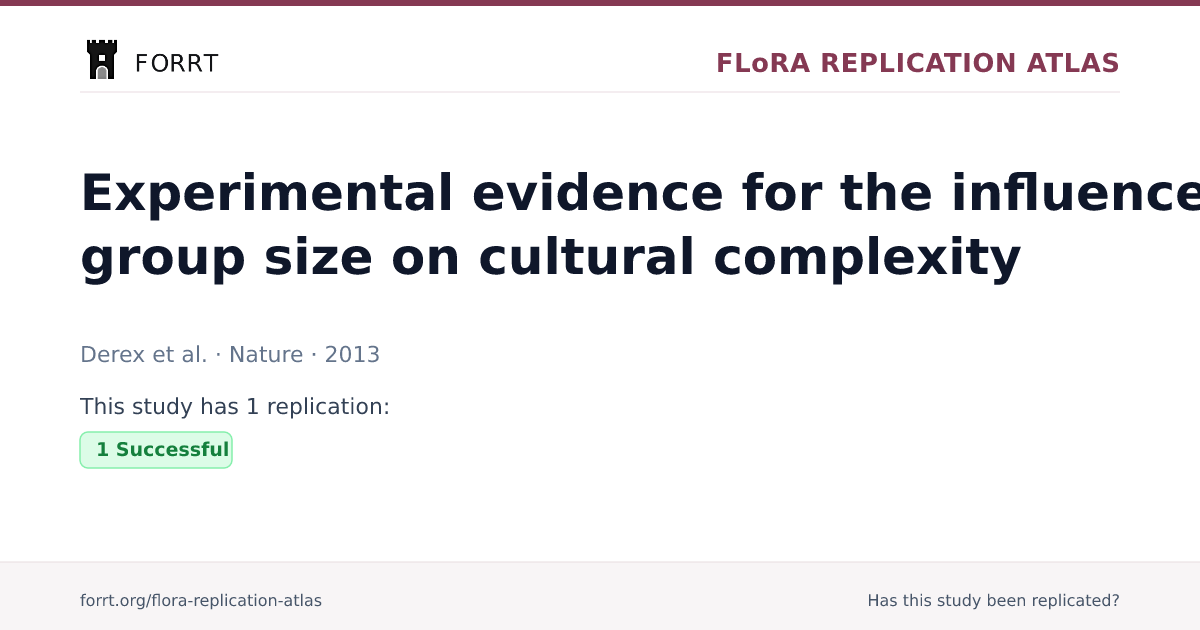 FORRT
FLoRA REPLICATION ATLAS
Experimental evidence for the influence
group size on cultural complexity
Derex et al. · Nature · 2013
This study has 1 replication:
1 Successful
forrt.org/flora-replication-atlas
Has this study been replicated?